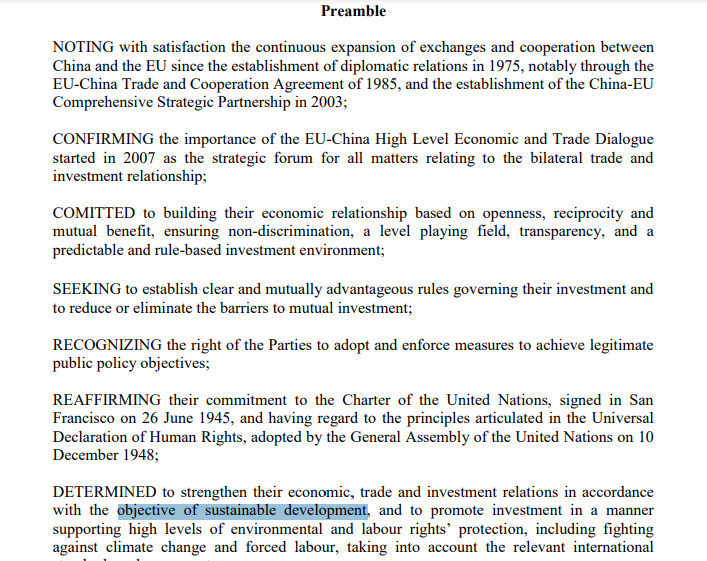 Preamble
NOTING with satisfaction the continuous expansion of exchanges and cooperation between
China and the EU since the establishment of diplomatic relations in 1975, notably through the
EU-China Trade and Cooperation Agreement of 1985, and the establishment of the China-EU
Comprehensive Strategic Partnership in 2003;
CONFIRMING the importance of the EU-China High Level Economic and Trade Dialogue
started in 2007 as the strategic forum for all matters relating to the bilateral trade and
investment relationship;
COMITTED to building their economic relationship based on openness, reciprocity and
mutual benefit, ensuring non-discrimination, a level playing field, transparency, and a
predictable and rule-based investment environment;
SEEKING to establish clear and mutually advantageous rules governing their investment and
to reduce or eliminate the barriers to mutual investment;
RECOGNIZING the right of the Parties to adopt and enforce measures to achieve legitimate
public policy objectives;
REAFFIRMING their commitment to the Charter of the United Nations, signed in San
Francisco on 26 June 1945, and having regard to the principles articulated in the Universal
Declaration of Human Rights, adopted by the General Assembly of the United Nations on 10
December 1948;
DETERMINED to strengthen their economic, trade and investment relations in accordance
with the objective of sustainable development, and to promote investment in a manner
supporting high levels of environmental and labour rights' protection, including fighting
against climate change and forced labour, taking into account the relevant international